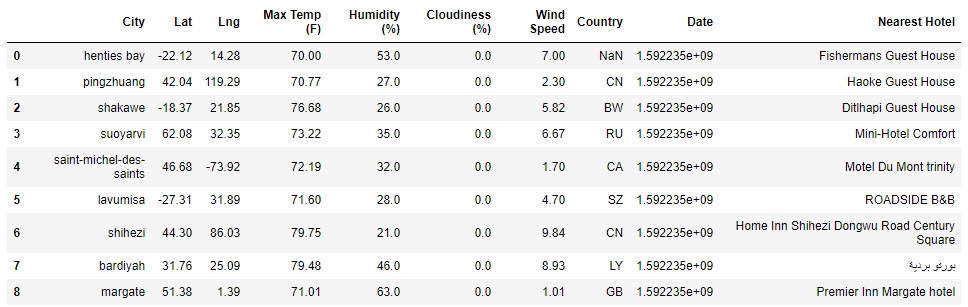 City Lat Lng Max Temp (F) Humidity (%) Cloudiness (%) Wind Speed Country Date Nearest Hotel
0 henties bay -22.12 14.28 70.00 53.0 0.0 7.00 NaN 1.592235e+09 Fishermans Guest House
1 pingzhuang 42.04 119.29 70.77 27.0 0.0 2.30 CN 1.592235e+09 Haoke Guest House
2 shakawe -18.37 21.85 76.68 26.0 0.0 5.82 BW 1.592235e+09 Ditlhapi Guest House
3 suoyarvi 62.08 32.35 73.22 35.0 0.0 6.67 RU 1.592235e+09 Mini-Hotel Comfort
4 saint-michel-des-saints 46.68 -73.92 72.19 32.0 0.0 1.70 CA 1.592235e+09 Motel Du Mont trinity
5 lavumisa -27.31 31.89 71.60 28.0 0.0 4.70 SZ 1.592235e+09 ROADSIDE B&B
6 shihezi 44.30 86.03 79.75 21.0 0.0 9.84 CN 1.592235e+09 Home Inn Shihezi Dongwu Road Century Square
7 bardiyah 31.76 25.09 79.48 46.0 0.0 8.93 LY 1.592235e+09 بورتو بردية
8 margate 51.38 1.39 71.01 63.0 0.0 1.01 GB 1.592235e+09 Premier Inn Margate hotel